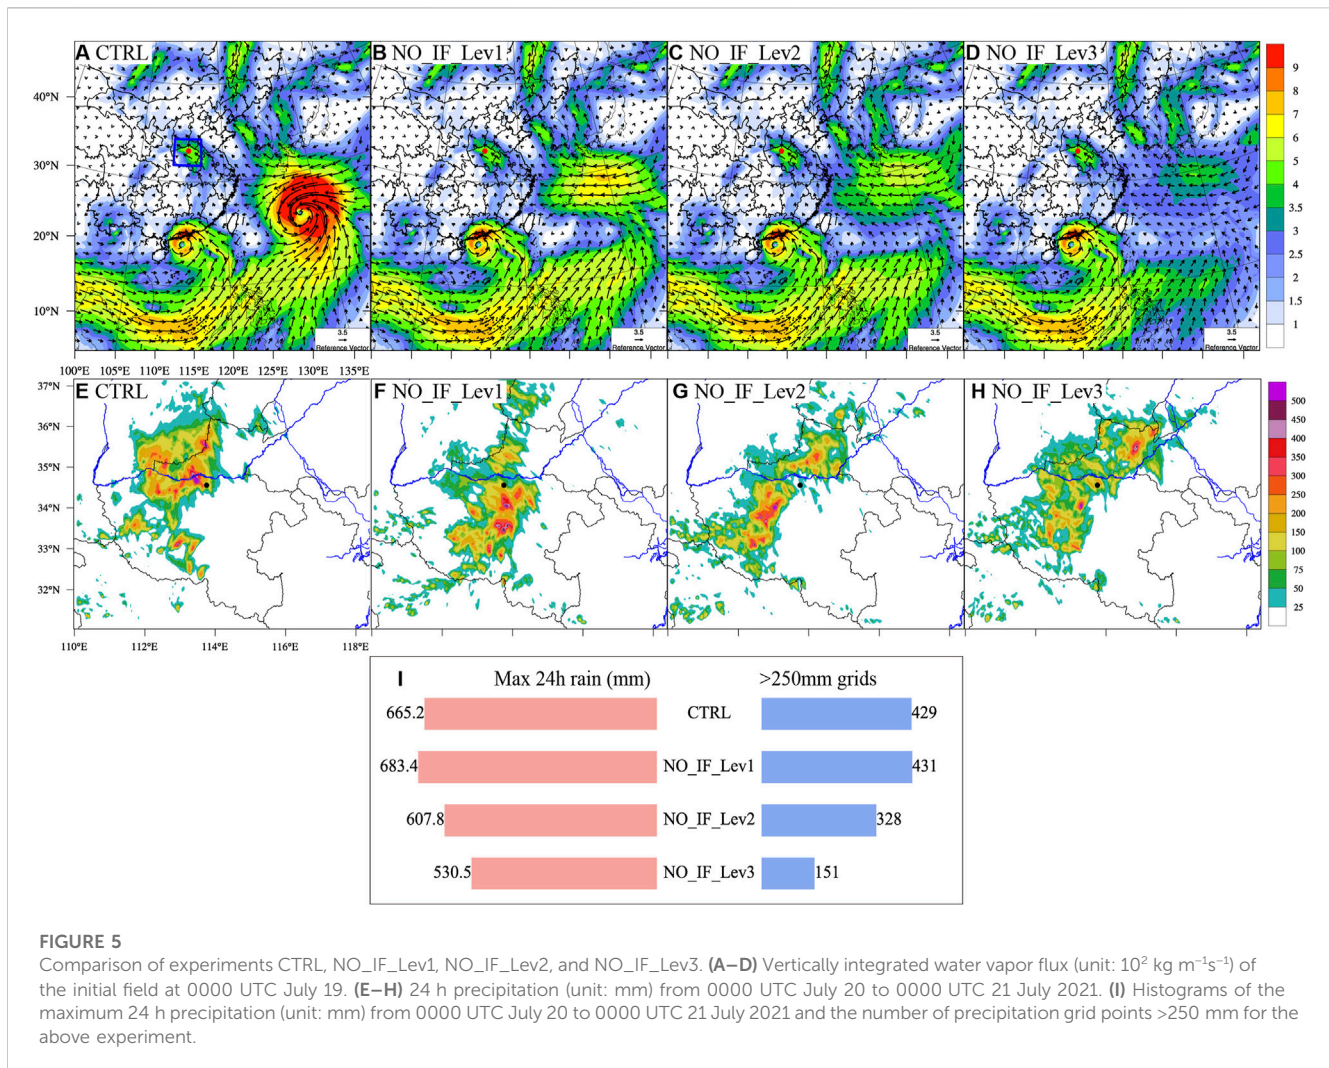 A CTRL
B NO_IF_Lev1
C NO_IF_Lev2
D NO_IF_Lev3
40°N
30°N
20°N
10°N
100°E 105°E 110°E 115°E 120°E 125°E 130°E 135°E
3.5
Reference Vector
3.5
Reference Vector
3.5
Reference Vector
3.5
Reference Vector
9
8
7
6
5
4
3.5
3
2.5
2
1.5
1
E CTRL
F NO_IF_Lev1
G NO_IF_Lev2
H NO_IF_Lev3
37°N
36°N
35°N
34°N
33°N
32°N
110°E 112°E 114°E 116°E 118°E
500
450
400
350
300
250
200
150
100
75
50
25
I Max 24h rain (mm) >250mm grids
665.2 CTRL 429
683.4 NO_IF_Lev1 431
607.8 NO_IF_Lev2 328
530.5 NO_IF_Lev3 151
FIGURE 5
Comparison of experiments CTRL, NO_IF_Lev1, NO_IF_Lev2, and NO_IF_Lev3. (A–D) Vertically integrated water vapor flux (unit: 10² kg m⁻¹s⁻¹) of
the initial field at 0000 UTC July 19. (E–H) 24 h precipitation (unit: mm) from 0000 UTC July 20 to 0000 UTC 21 July 2021. (I) Histograms of the
maximum 24 h precipitation (unit: mm) from 0000 UTC July 20 to 0000 UTC 21 July 2021 and the number of precipitation grid points >250 mm for the
above experiment.